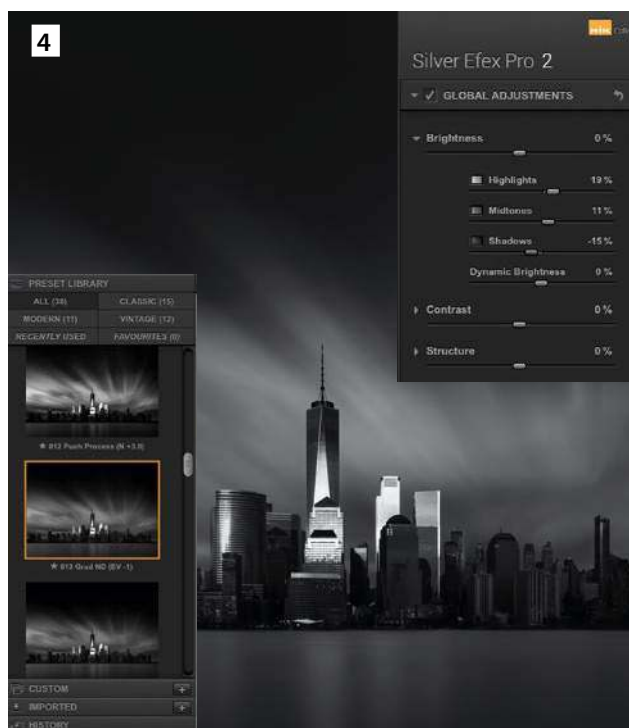 4
Silver Efex Pro 2
GLOBAL ADJUSTMENTS
Brightness 0%
Highlights 19%
Midtones 11%
Shadows -15%
Dynamic Brightness 0%
Contrast 0%
Structure 0%
PRESET LIBRARY
ALL (38) CLASSIC (15)
MODERN (11) VINTAGE (12)
RECENTLY USED FAVOURITES (0)
012 Push Process (N +3.0)
013 Grad ND (EV -1)
CUSTOM
IMPORTED
HISTORY